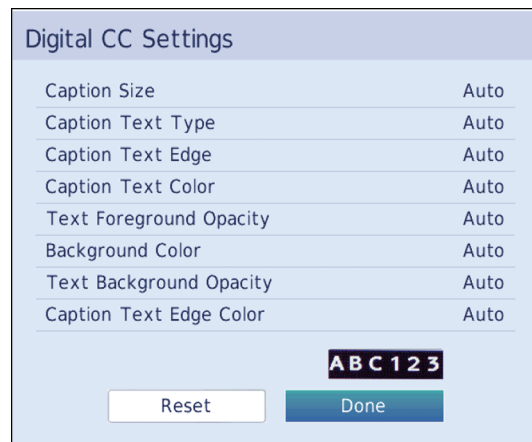 Digital CC Settings
Caption Size Auto
Caption Text Type Auto
Caption Text Edge Auto
Caption Text Color Auto
Text Foreground Opacity Auto
Background Color Auto
Text Background Opacity Auto
Caption Text Edge Color Auto
ABC123
Reset Done